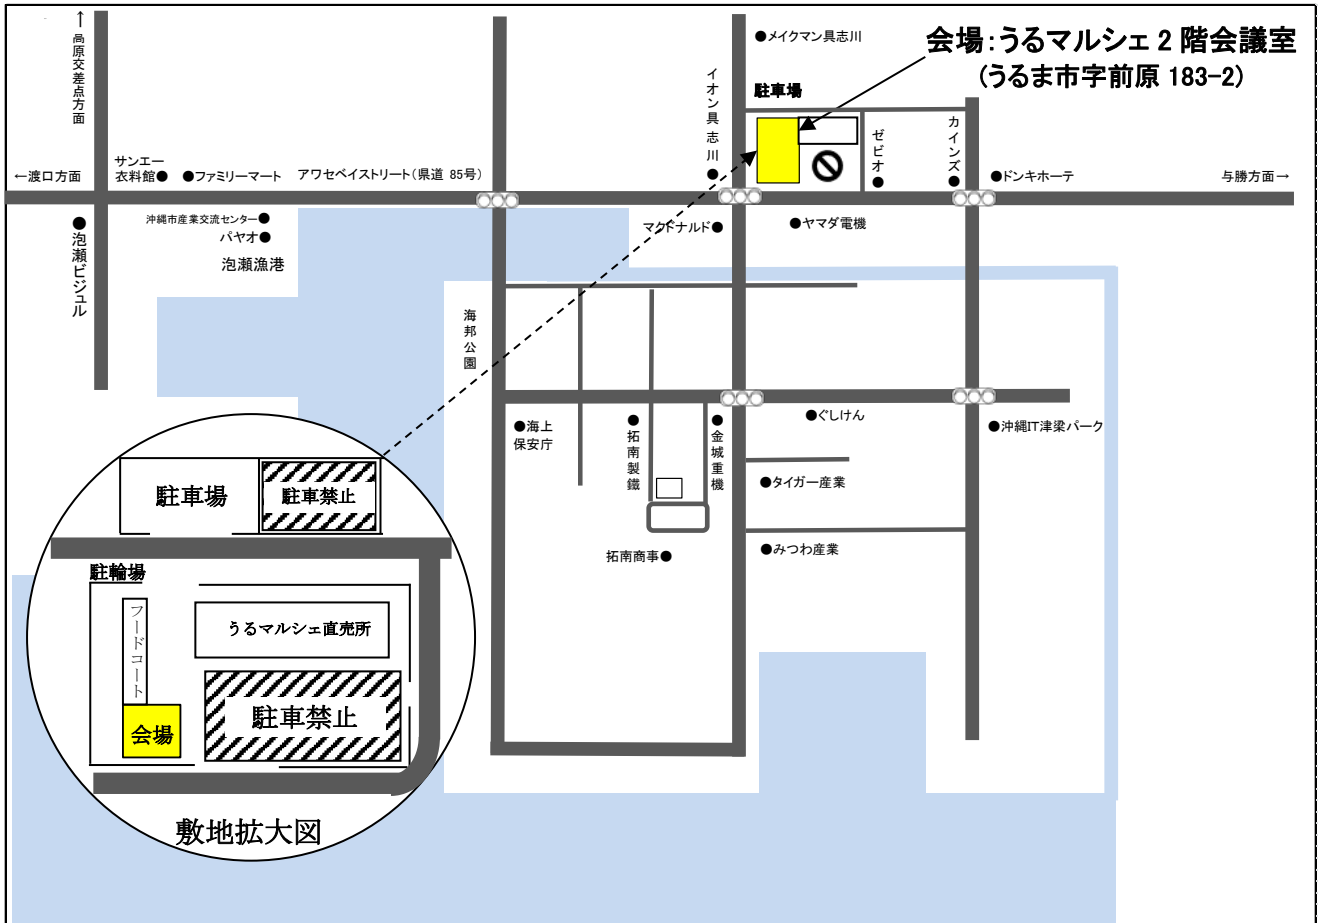 ↑高原交差点方面
●メイクマン具志川
会場：うるマルシェ２階会議室
（うるま市字前原 183-2）
イオン具志川●
駐車場
ゼビオ●
カインズ●
←渡口方面
サンエー
衣料館●
●ファミリーマート
アワセベイストリート（県道 85号）
●ドンキホーテ
与勝方面→
●泡瀬ビジュル
沖縄市産業交流センター●
パヤオ●
泡瀬漁港
マクドナルド●
●ヤマダ電機
海邦公園
●海上
保安庁
●拓南製鐵
●金城重機
●ぐしけん
●沖縄IT津梁パーク
●タイガー産業
拓南商事●
●みつわ産業
駐車場
駐車禁止
駐輪場
フードコート
うるマルシェ直売所
会場
駐車禁止
敷地拡大図